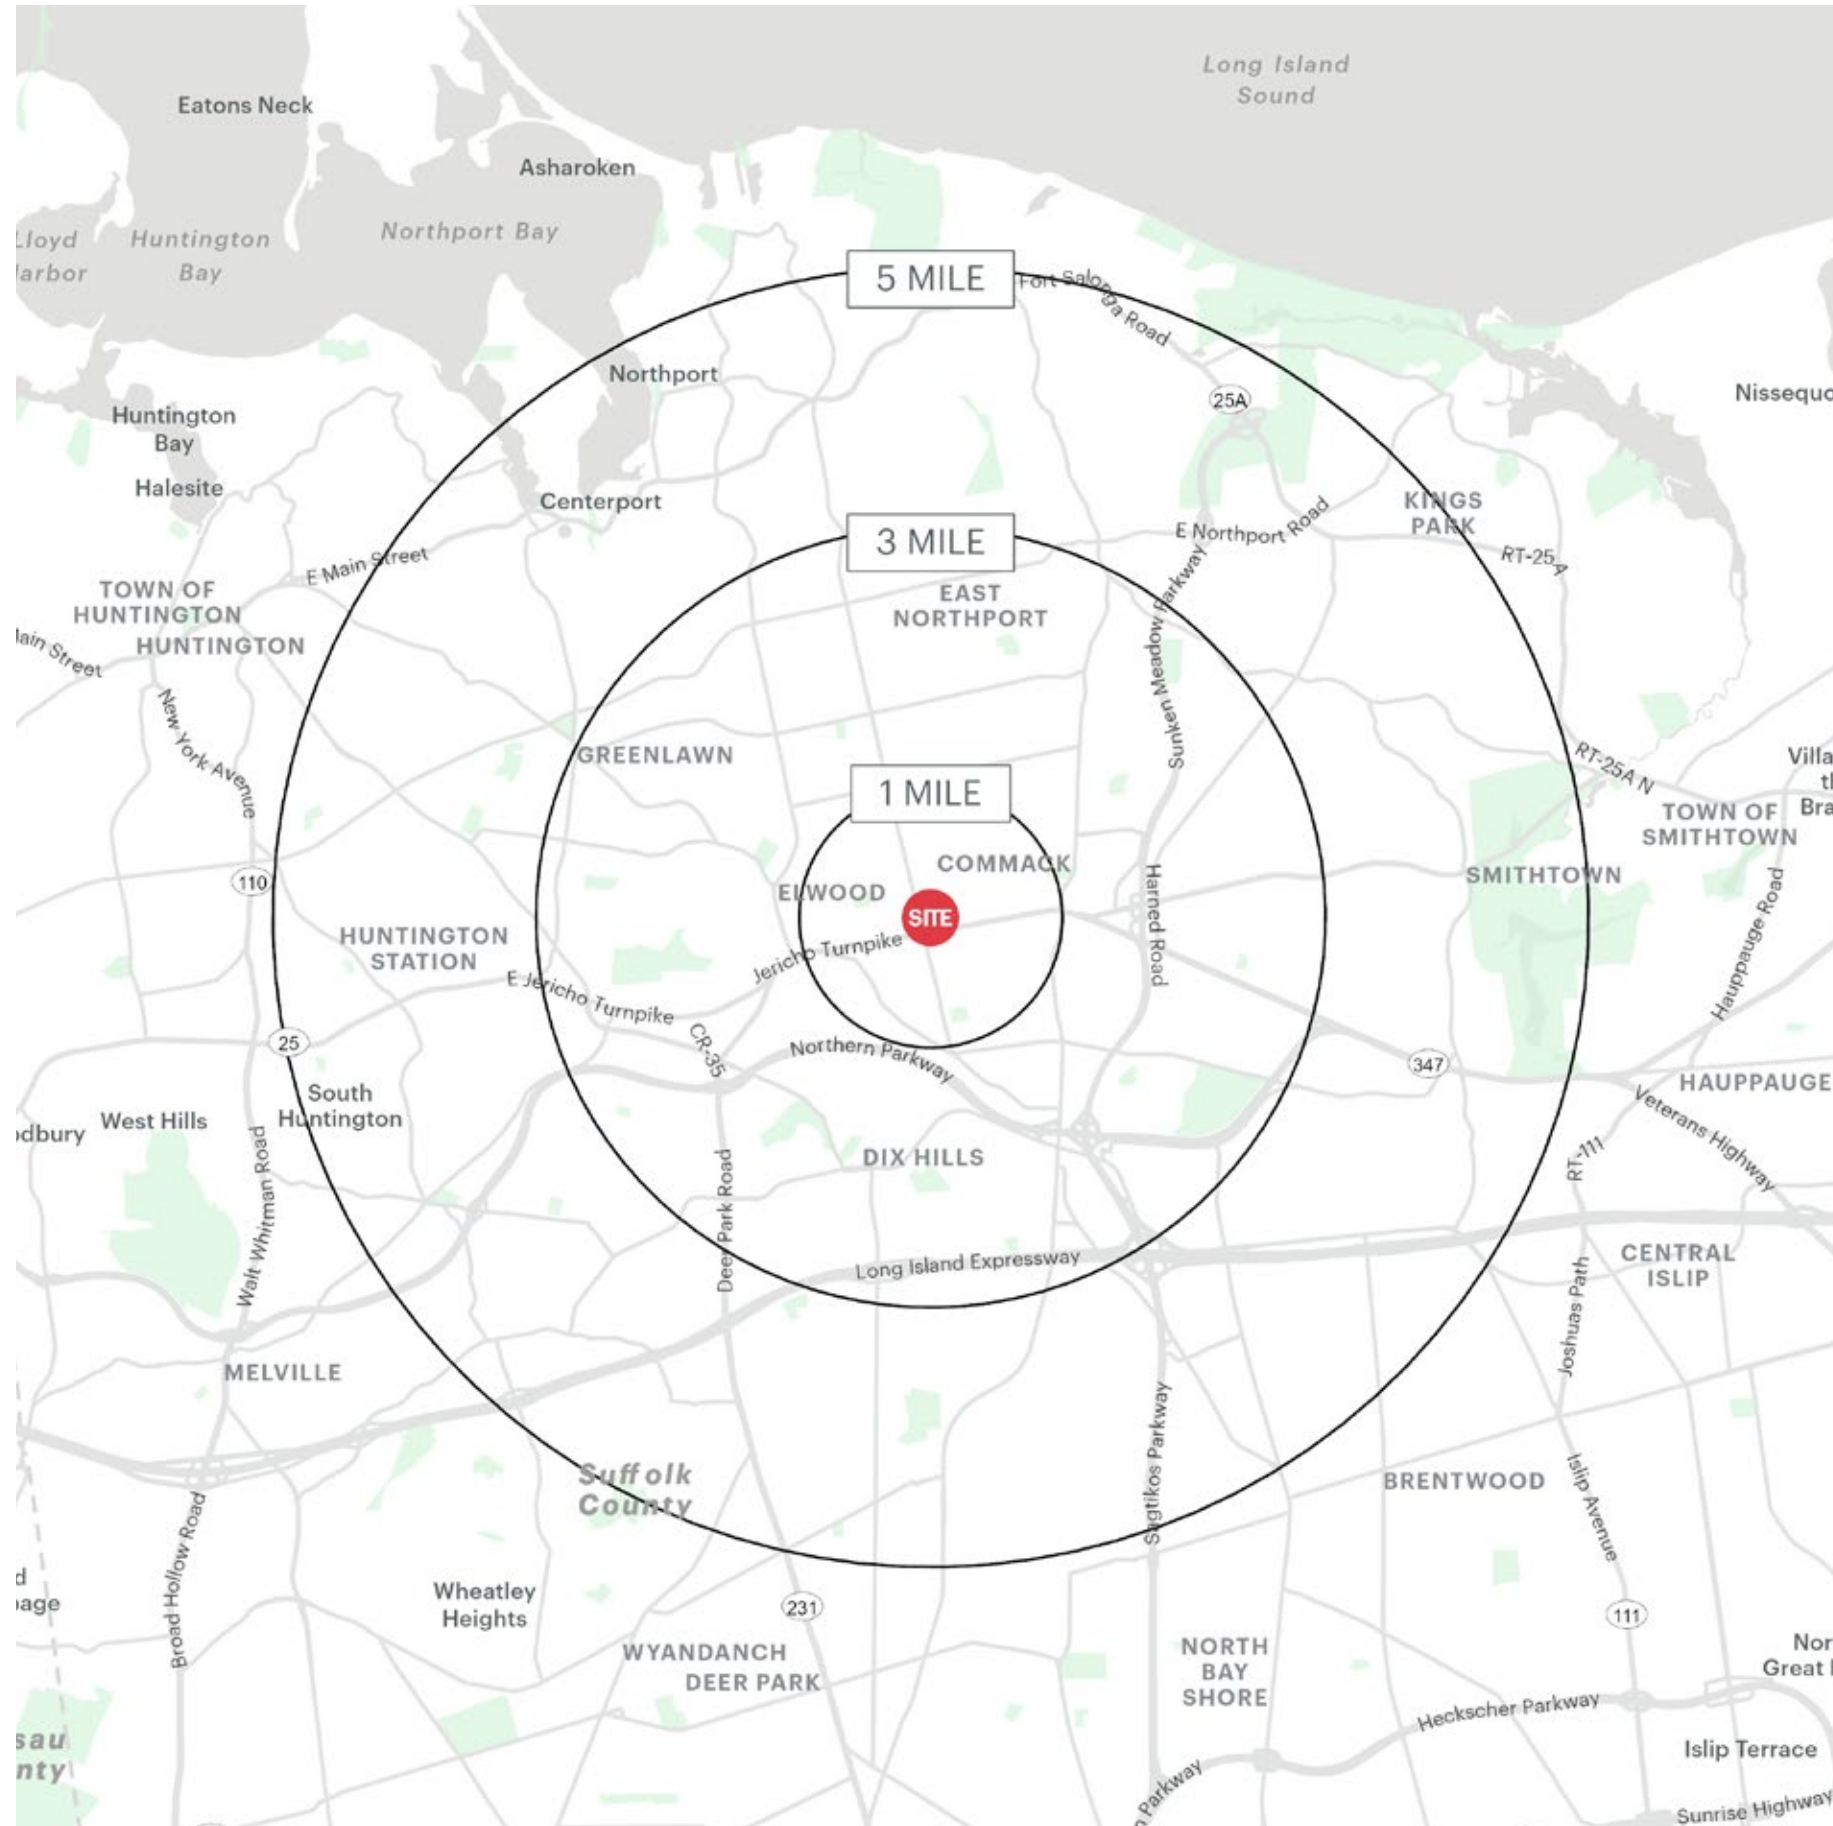 Long Island
Sound
Eatons Neck
Asharoken
Northport Bay
Huntington
Bay
Lloyd
5 MILE
Fort Salonga Road
Northport
25A
Huntington
Bay
Halesite
Centerport
KINGS
PARK
E Northport Road
RT-25A
3 MILE
E Main Street
TOWN OF
HUNTINGTON
HUNTINGTON
EAST
NORTHPORT
Sunken Meadow Parkway
New York Avenue
GREENLAWN
RT-25A N
1 MILE
TOWN OF
SMITHTOWN
COMMACK
SMITHTOWN
110
ELWOOD
SITE
Harned Road
Hauppauge Road
HUNTINGTON
STATION
Jericho Turnpike
E Jericho Turnpike
25
CR-35
Northern Parkway
347
HAUPPAUGE
South
Huntington
West Hills
Veterans Highway
DIX HILLS
RT-111
Walt Whitman Road
Deer Park Road
Long Island Expressway
CENTRAL
ISLIP
Joshuas Path
MELVILLE
Sagtikos Parkway
Suffolk
County
BRENTWOOD
Islip Avenue
Broad Hollow Road
Wheatley
Heights
231
111
WYANDANCH
DEER PARK
NORTH
BAY
SHORE
Heckscher Parkway
Islip Terrace
Parkway
Sunrise Highway